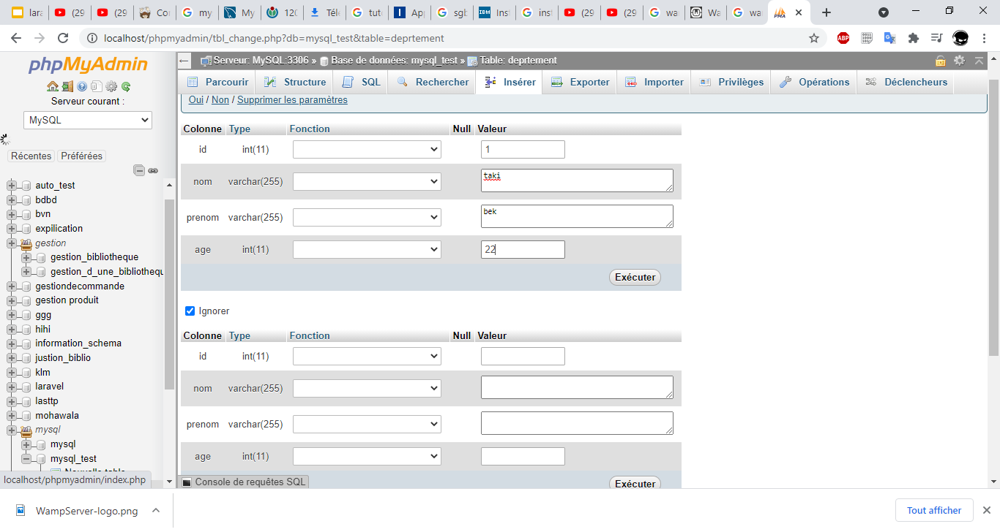 lara
(29
(29
Co
my
My
120
Télé
tuto
App
sgb
Inst
inst
(29
(29
wa
Wa
wa
localhost/phpmyadmin/tbl_change.php?db=mysql_test&table=deprtement
phpMyAdmin
Serveur courant :
MySQL
Récentes Préférées
auto_test
bdbd
bvn
expilication
gestion
gestion_bibliotheque
gestion_d_une_bibliothequ
gestiondecommande
gestion produit
ggg
hihi
information_schema
justion_biblio
klm
laravel
lasttp
mohawala
mysql
mysql
mysql_test
Nouvelle table
localhost/phpmyadmin/index.php
Serveur: MySQL:3306 » Base de données: mysql_test » Table: deprtement
Parcourir Structure SQL Rechercher Insérer Exporter Importer Privilèges Opérations Déclencheurs
Oui / Non / Supprimer les paramètres
Colonne Type Fonction Null Valeur
id int(11) 1
nom varchar(255) taki
prenom varchar(255) bek
age int(11) 22
Exécuter
Ignorer
Colonne Type Fonction Null Valeur
id int(11)
nom varchar(255)
prenom varchar(255)
age int(11)
Exécuter
Console de requêtes SQL
WampServer-logo.png
Tout afficher